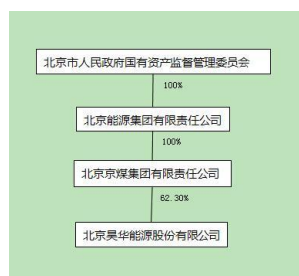 北京市人民政府国有资产监督管理委员会
100%
北京能源集团有限责任公司
100%
北京京煤集团有限责任公司
62.30%
北京昊华能源股份有限公司